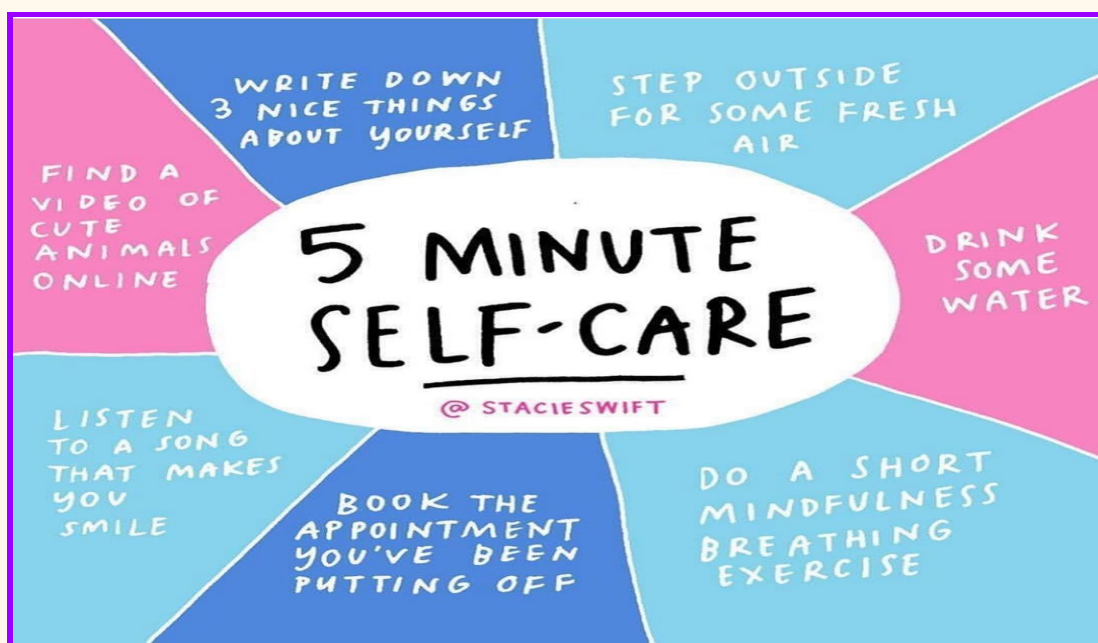 5 MINUTE
SELF-CARE
@ STACIESWIFT
WRITE DOWN
3 NICE THINGS
ABOUT YOURSELF
STEP OUTSIDE
FOR SOME FRESH
AIR
DRINK
SOME
WATER
DO A SHORT
MINDFULNESS
BREATHING
EXERCISE
BOOK THE
APPOINTMENT
YOU'VE BEEN
PUTTING OFF
LISTEN
TO A SONG
THAT MAKES
YOU
SMILE
FIND A
VIDEO OF
CUTE
ANIMALS
ONLINE